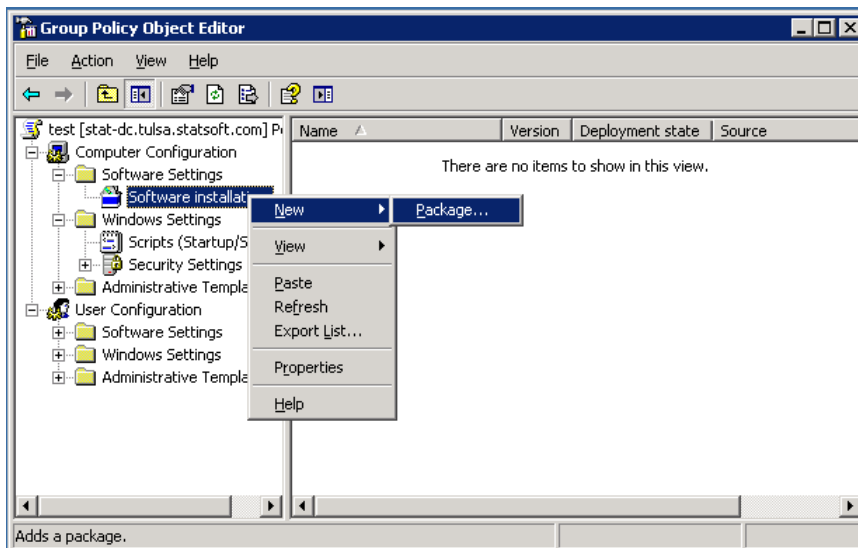 Group Policy Object Editor
File Action View Help
test [stat-dc.tulsa.statsoft.com] P
Name Version Deployment state Source
Computer Configuration
There are no items to show in this view.
Software Settings
Software installati
New
Package...
Windows Settings
Scripts (Startup/S
View
Security Settings
Administrative Templa
Paste
User Configuration
Refresh
Software Settings
Export List...
Windows Settings
Properties
Administrative Templa
Help
Adds a package.